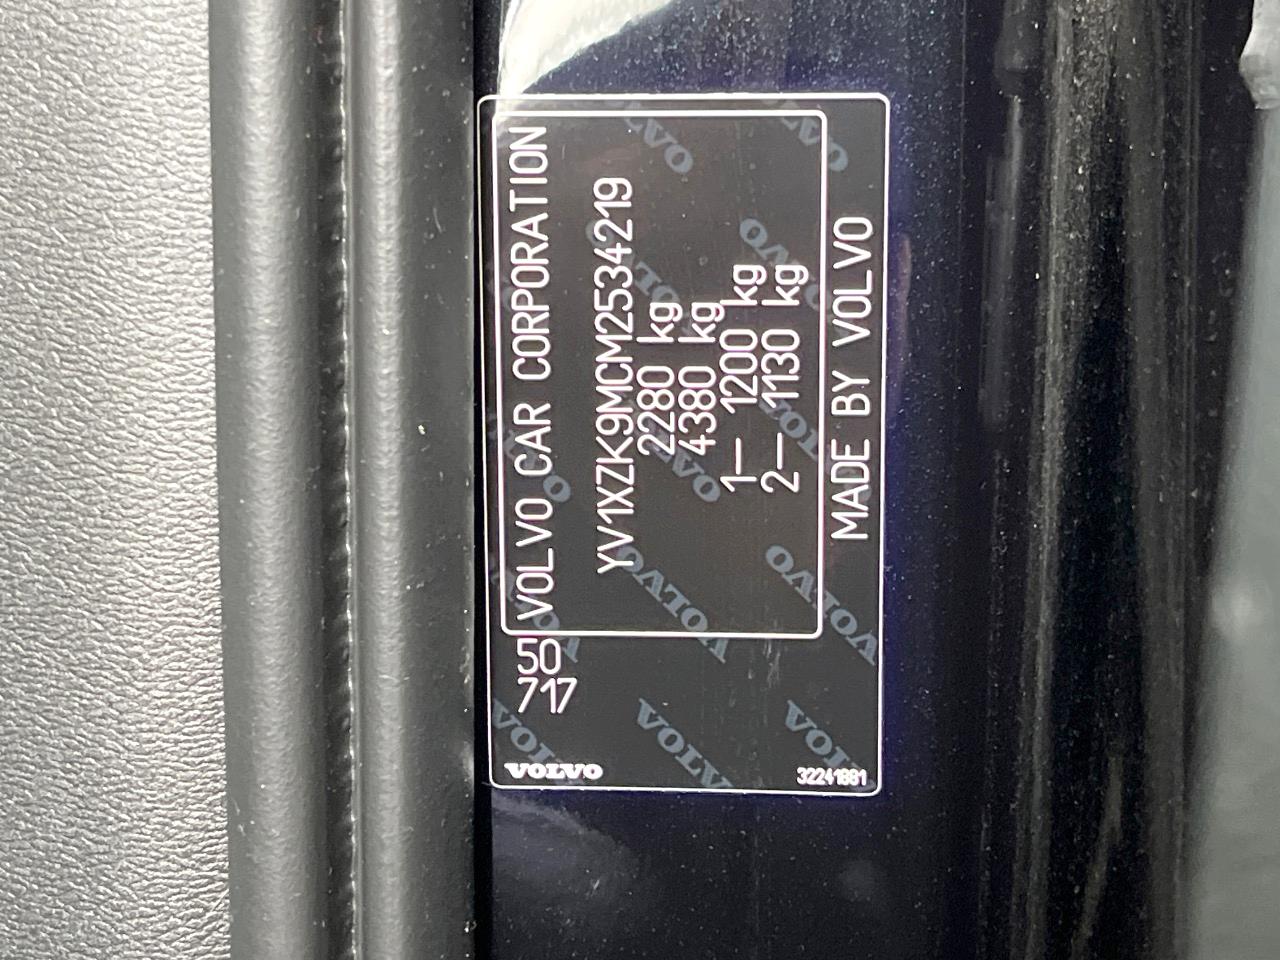 VOLVO CAR CORPORATION
YV1XZK9MCM2534219
2280 kg
4380 kg
1— 1200 kg
2— 1130 kg
MADE BY VOLVO
50
717
VOLVO
32241881